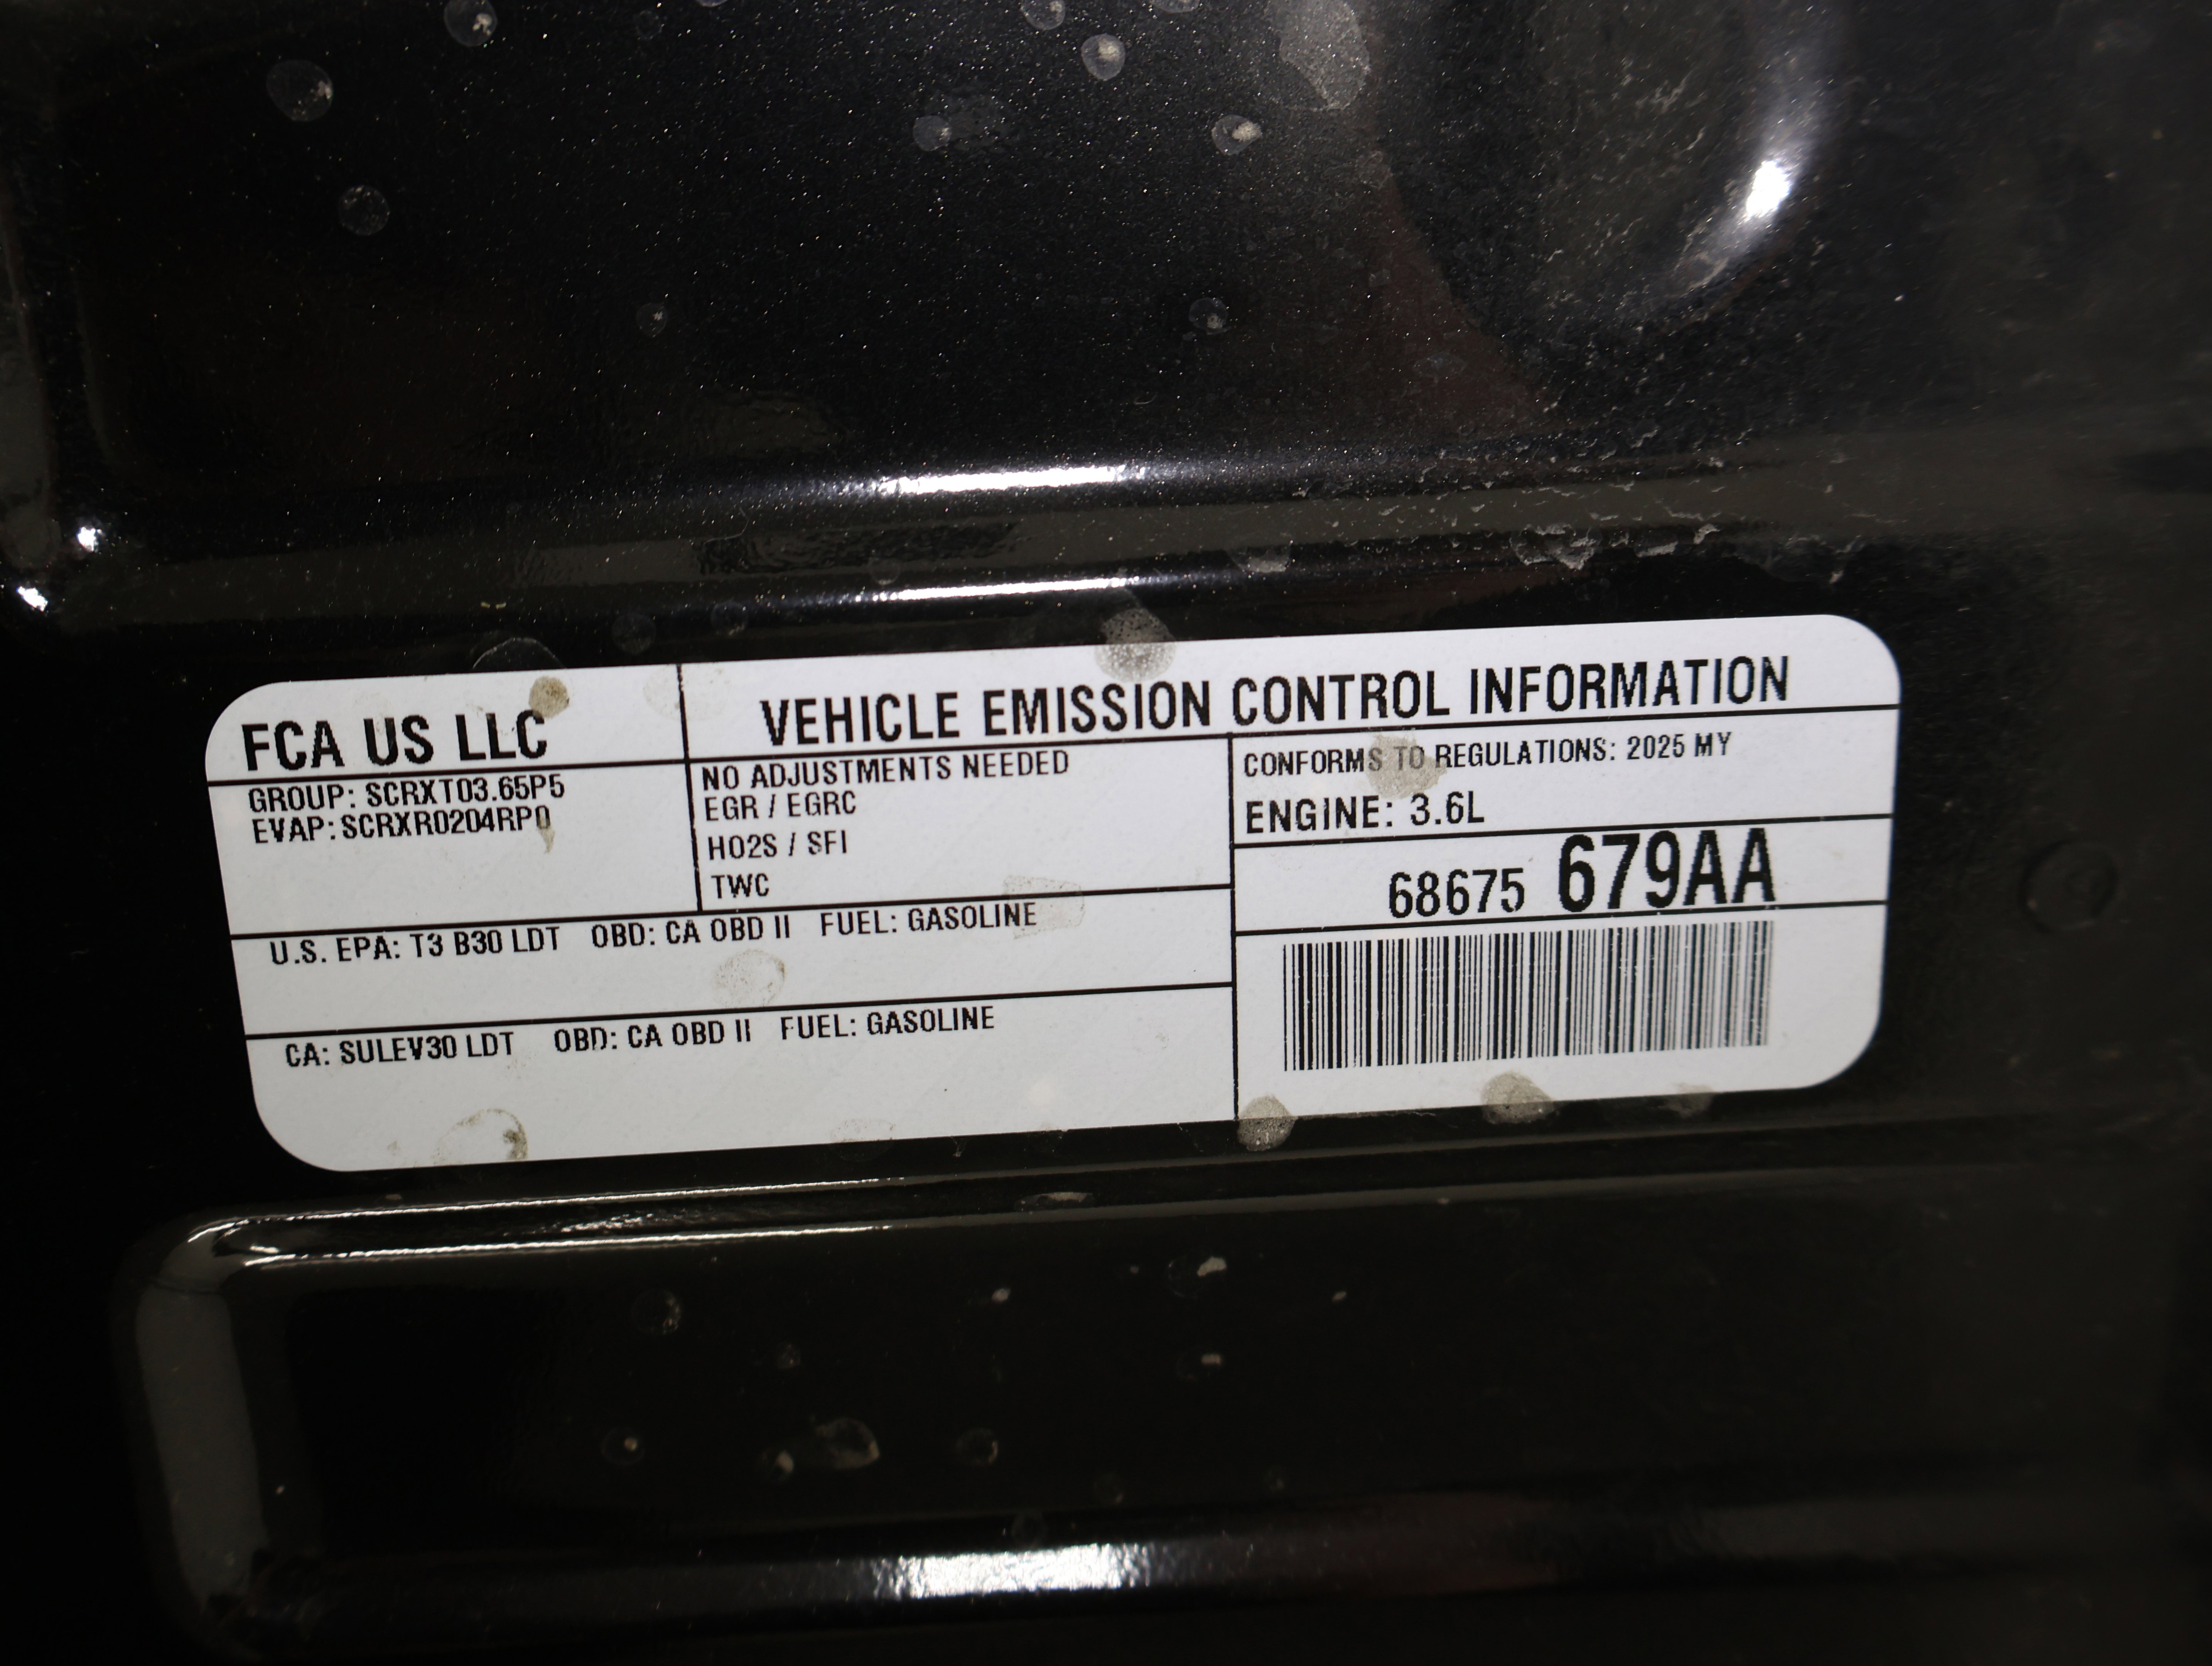 FCA US LLC
VEHICLE EMISSION CONTROL INFORMATION
GROUP: SCRXT03.65P5
EVAP: SCRXR0204RP0
NO ADJUSTMENTS NEEDED
EGR / EGRC
HO2S / SFI
TWC
CONFORMS TO REGULATIONS: 2025 MY
ENGINE: 3.6L
68675 679AA
U.S. EPA: T3 B30 LDT OBD: CA OBD II FUEL: GASOLINE
CA: SULEV30 LDT OBD: CA OBD II FUEL: GASOLINE